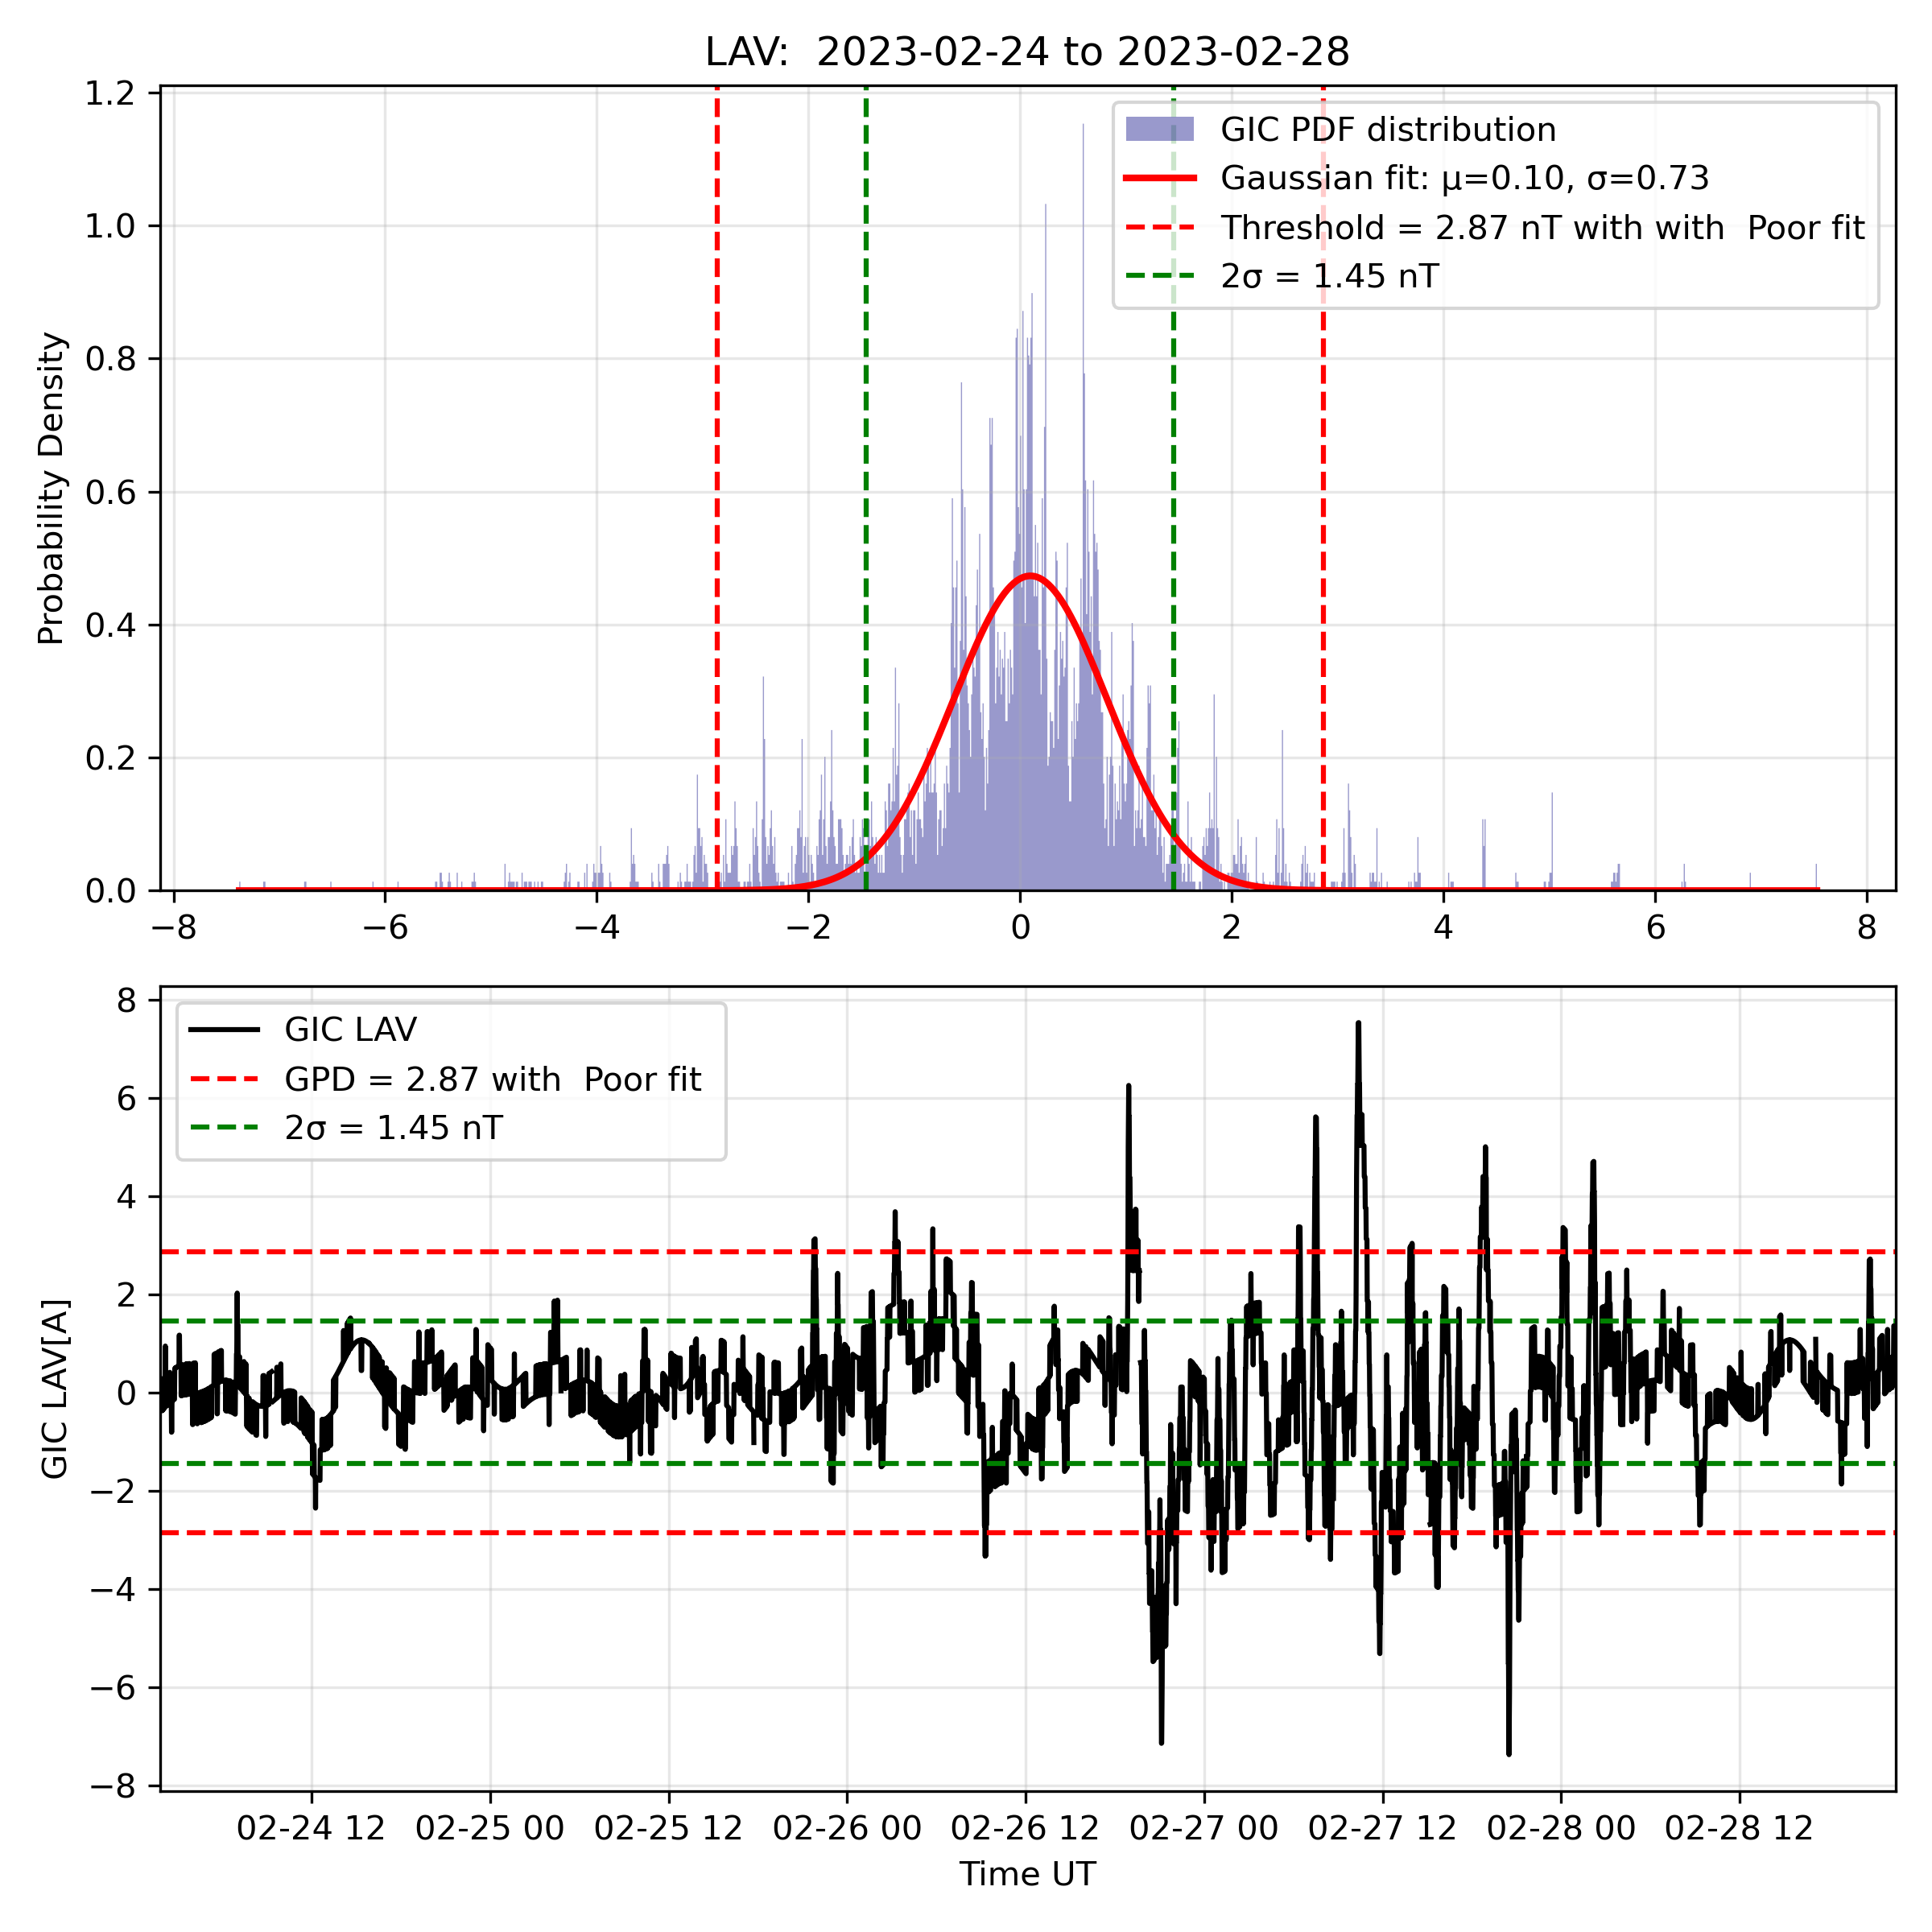 LAV:  2023-02-24 to 2023-02-28
1.2
1.0
0.8
0.6
0.4
0.2
0.0
Probability Density
GIC PDF distribution
Gaussian fit: μ=0.10, σ=0.73
Threshold = 2.87 nT with with  Poor fit
2σ = 1.45 nT
−8 −6 −4 −2 0 2 4 6 8
8
6
4
2
0
−2
−4
−6
−8
GIC LAV[A]
GIC LAV
GPD = 2.87 with  Poor fit
2σ = 1.45 nT
02-24 12 02-25 00 02-25 12 02-26 00 02-26 12 02-27 00 02-27 12 02-28 00 02-28 12
Time UT